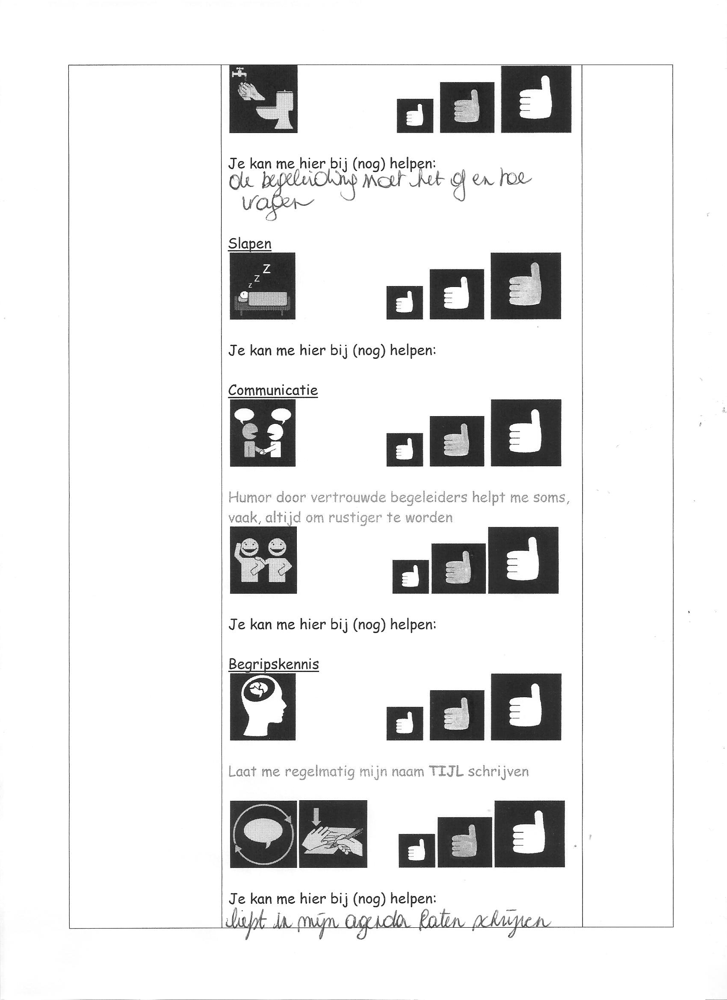 Je kan me hier bij (nog) helpen:
de begeleiding moet het af en toe
vragen
Slapen
z z Z
Je kan me hier bij (nog) helpen:
Communicatie
Humor door vertrouwde begeleiders helpt me soms,
vaak, altijd om rustiger te worden
Je kan me hier bij (nog) helpen:
Begripskennis
Laat me regelmatig mijn naam TIJL schrijven
Je kan me hier bij (nog) helpen:
liefst in mijn agenda laten schrijven